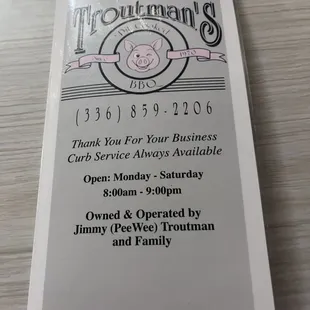 Troutman's
"Pit Cooked"
1970
BBQ
(336) 859-2206
Thank You For Your Business
Curb Service Always Available
Open: Monday - Saturday
8:00am - 9:00pm
Owned & Operated by
Jimmy (PeeWee) Troutman
and Family